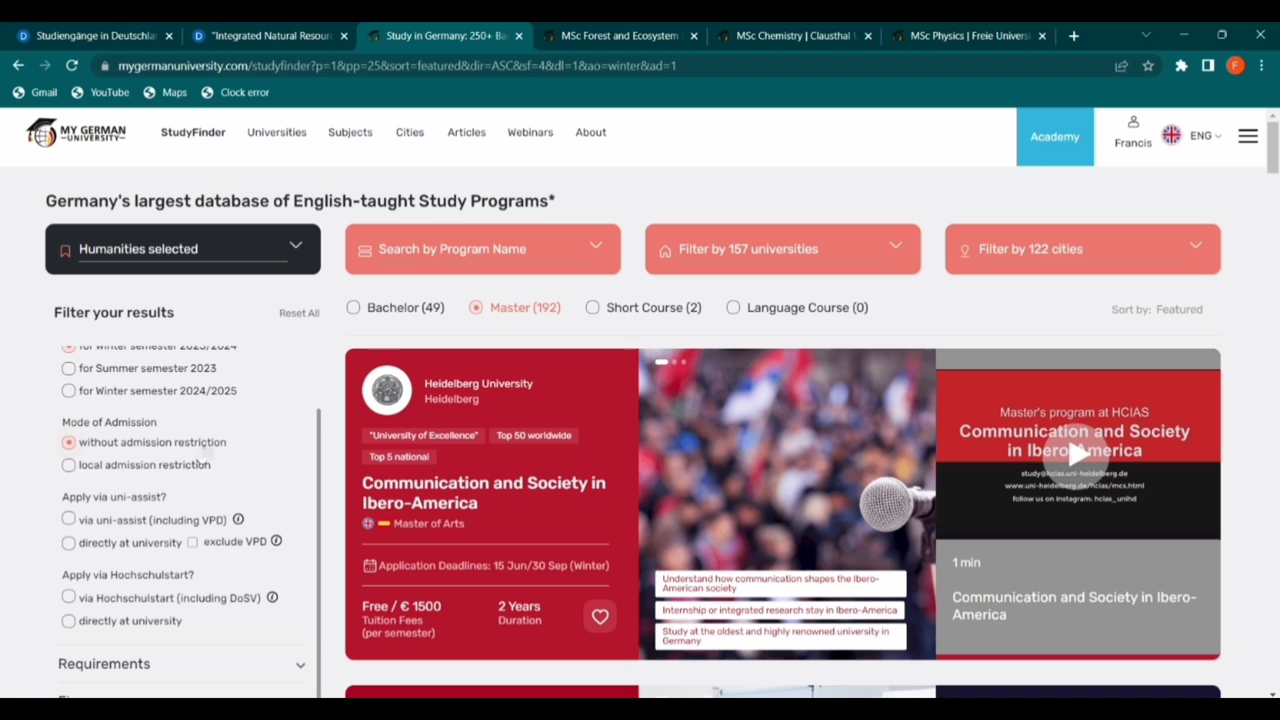 Studiengänge in Deutschla
"Integrated Natural Resour
Study in Germany: 250+ Ba
MSc Forest and Ecosystem
MSc Chemistry | Clausthal
MSc Physics | Freie Univers
mygermanuniversity.com/studyfinder?p=1&pp=25&sort=featured&dir=ASC&sf=4&dl=1&ao=winter&ad=1
F
Gmail
YouTube
Maps
Clock error
MY GERMAN
UNIVERSITY
StudyFinder
Universities
Subjects
Cities
Articles
Webinars
About
Academy
Francis
ENG
Germany's largest database of English-taught Study Programs*
Humanities selected
Search by Program Name
Filter by 157 universities
Filter by 122 cities
Filter your results
Reset All
Bachelor (49)
Master (192)
Short Course (2)
Language Course (0)
Sort by: Featured
for Winter semester 2023/2024
for Summer semester 2023
for Winter semester 2024/2025
Mode of Admission
without admission restriction
local admission restriction
Apply via uni-assist?
via uni-assist (including VPD)
directly at university
exclude VPD
Apply via Hochschulstart?
via Hochschulstart (including DoSV)
directly at university
Requirements
Heidelberg University
Heidelberg
"University of Excellence"
Top 50 worldwide
Top 5 national
Communication and Society in
Ibero-America
Master of Arts
Application Deadlines: 15 Jun/30 Sep (Winter)
Free / € 1500
Tuition Fees
(per semester)
2 Years
Duration
Understand how communication shapes the Ibero-
American society
Internship or integrated research stay in Ibero-America
Study at the oldest and highly renowned university in
Germany
Master's program at HCIAS
Communication and Society
in Ibero-America
study@hcias.uni-heidelberg.de
www.uni-heidelberg.de/hcias/mcs.html
follow us on Instagram: hcias_unihd
1 min
Communication and Society in Ibero-
America